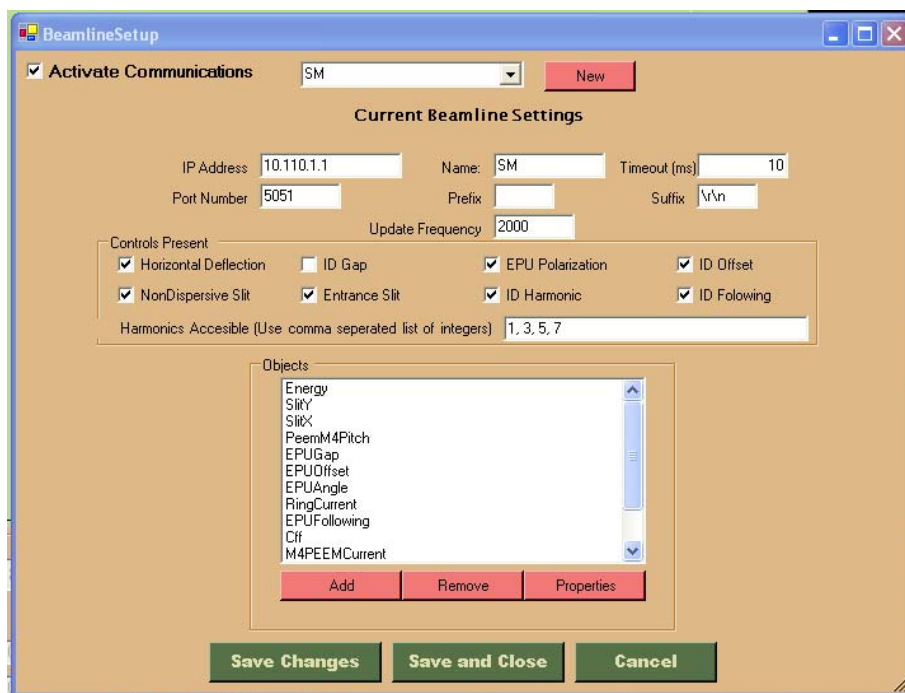 BeamlineSetup
Activate Communications SM New
Current Beamline Settings
IP Address 10.110.1.1 Name: SM Timeout (ms) 10
Port Number 5051 Prefix Suffix \r\n
Update Frequency 2000
Controls Present
Horizontal Deflection ID Gap EPU Polarization ID Offset
NonDispersive Slit Entrance Slit ID Harmonic ID Folowing
Harmonics Accesible (Use comma seperated list of integers) 1, 3, 5, 7
Objects
Energy
SlitY
SlitX
PeemM4Pitch
EPUGap
EPUOffset
EPUAngle
RingCurrent
EPUFollowing
Cff
M4PEEMCurrent
Add Remove Properties
Save Changes Save and Close Cancel